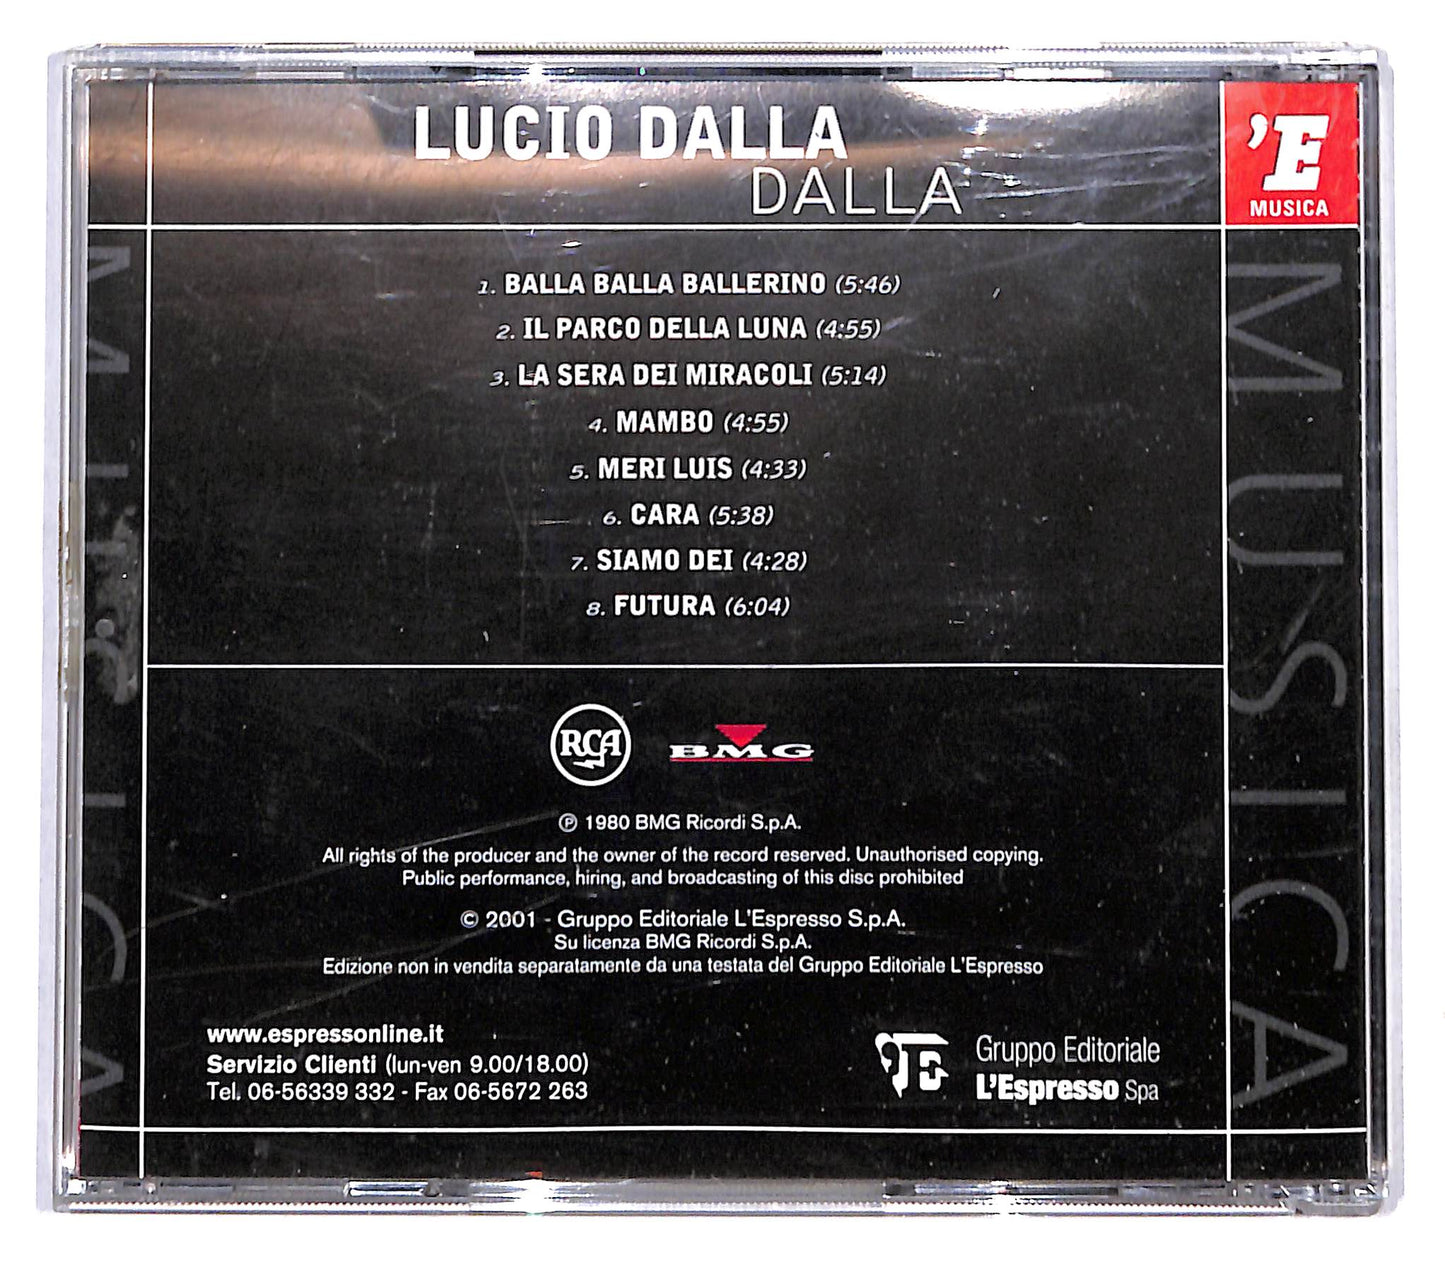 LUCIO DALLA
DALLA
'E
MUSICA
1. BALLA BALLA BALLERINO (5:46)
2. IL PARCO DELLA LUNA (4:55)
3. LA SERA DEI MIRACOLI (5:14)
4. MAMBO (4:55)
5. MERI LUIS (4:33)
6. CARA (5:38)
7. SIAMO DEI (4:28)
8. FUTURA (6:04)
MUSICA
MUSICA
RCA
BMG
℗ 1980 BMG Ricordi S.p.A.
All rights of the producer and the owner of the record reserved. Unauthorised copying.
Public performance, hiring, and broadcasting of this disc prohibited
© 2001 - Gruppo Editoriale L'Espresso S.p.A.
Su licenza BMG Ricordi S.p.A.
Edizione non in vendita separatamente da una testata del Gruppo Editoriale L'Espresso
www.espressonline.it
Servizio Clienti (lun-ven 9.00/18.00)
Tel. 06-56339 332 - Fax 06-5672 263
'E
Gruppo Editoriale
L'Espresso Spa